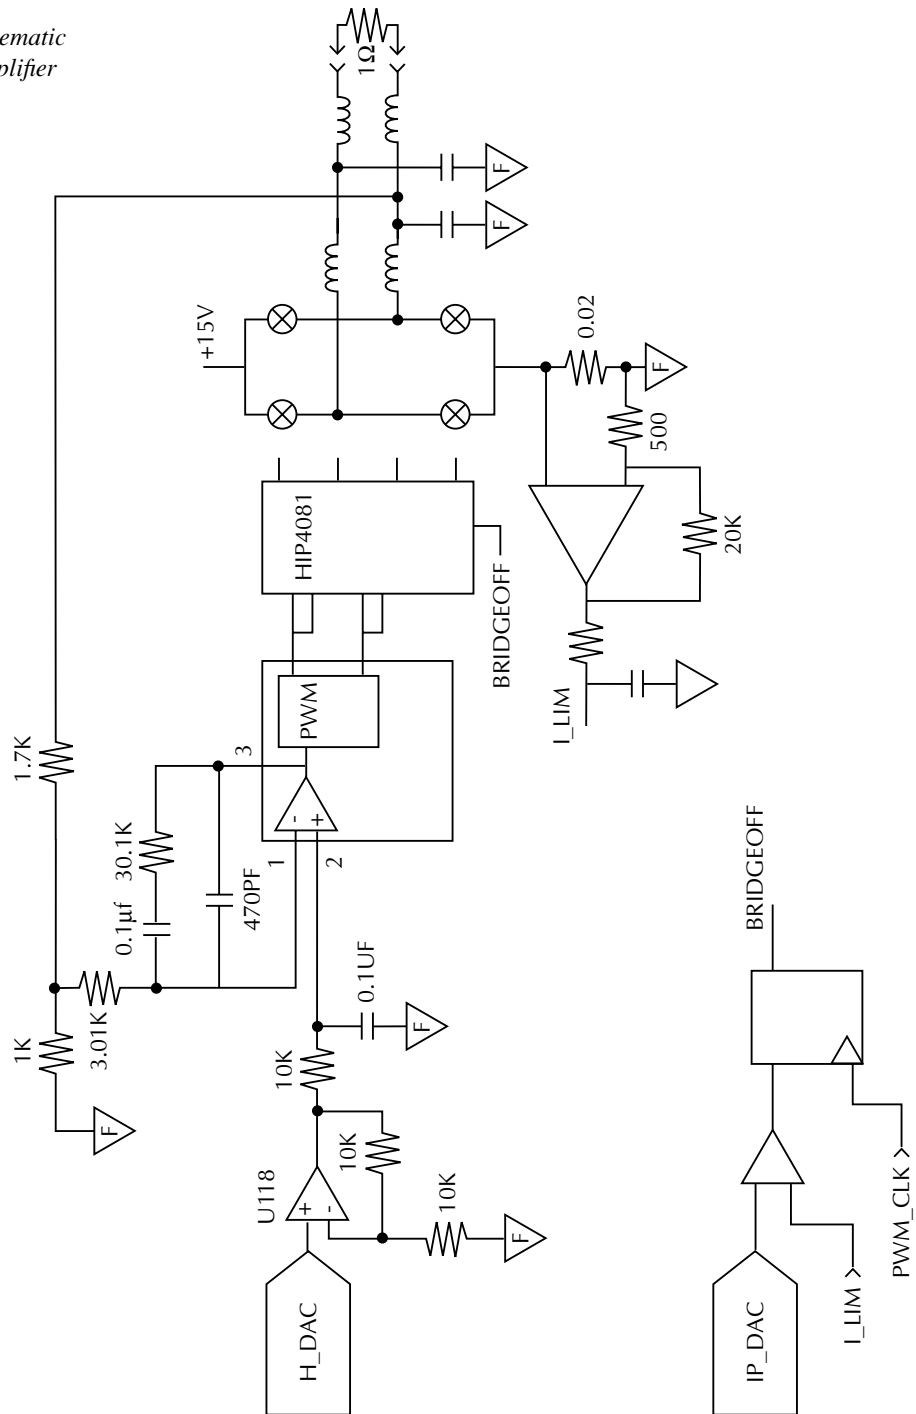 ematic
plifier
1Ω
F
F
+15V
0.02
F
500
20K
HIP4081
BRIDGEOFF
I_LIM
PWM
3
1
2
-
+
1.7K
30.1K
0.1μf
470PF
3.01K
1K
F
0.1UF
F
10K
10K
10K
U118
+
-
F
H_DAC
BRIDGEOFF
PWM_CLK
I_LIM
IP_DAC